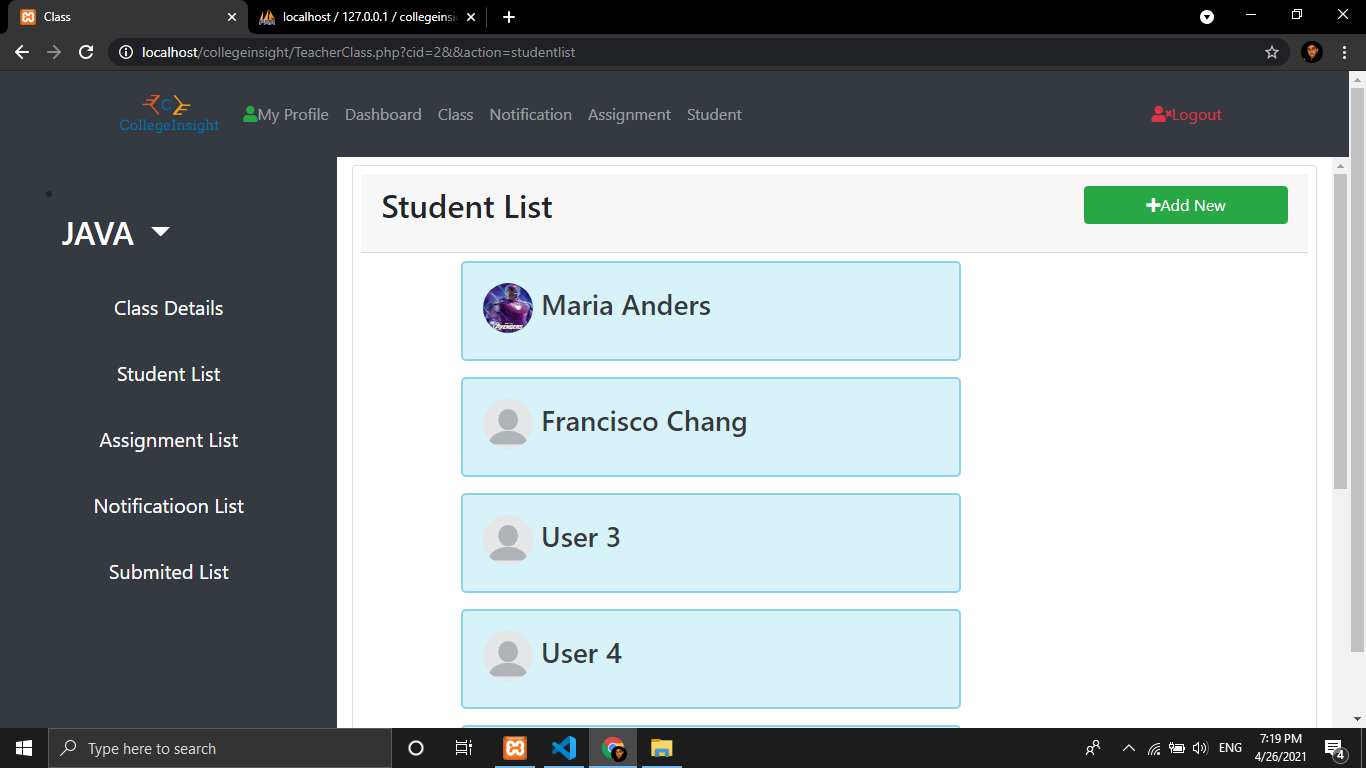 Class
localhost / 127.0.0.1 / collegeinsi
localhost/collegeinsight/TeacherClass.php?cid=2&&action=studentlist
C
CollegeInsight
My Profile Dashboard Class Notification Assignment Student Logout
JAVA
Class Details
Student List
Assignment List
Notificatioon List
Submited List
Student List
Add New
Maria Anders
AVENGERS
Francisco Chang
User 3
User 4
Type here to search
ENG
7:19 PM
4/26/2021
4